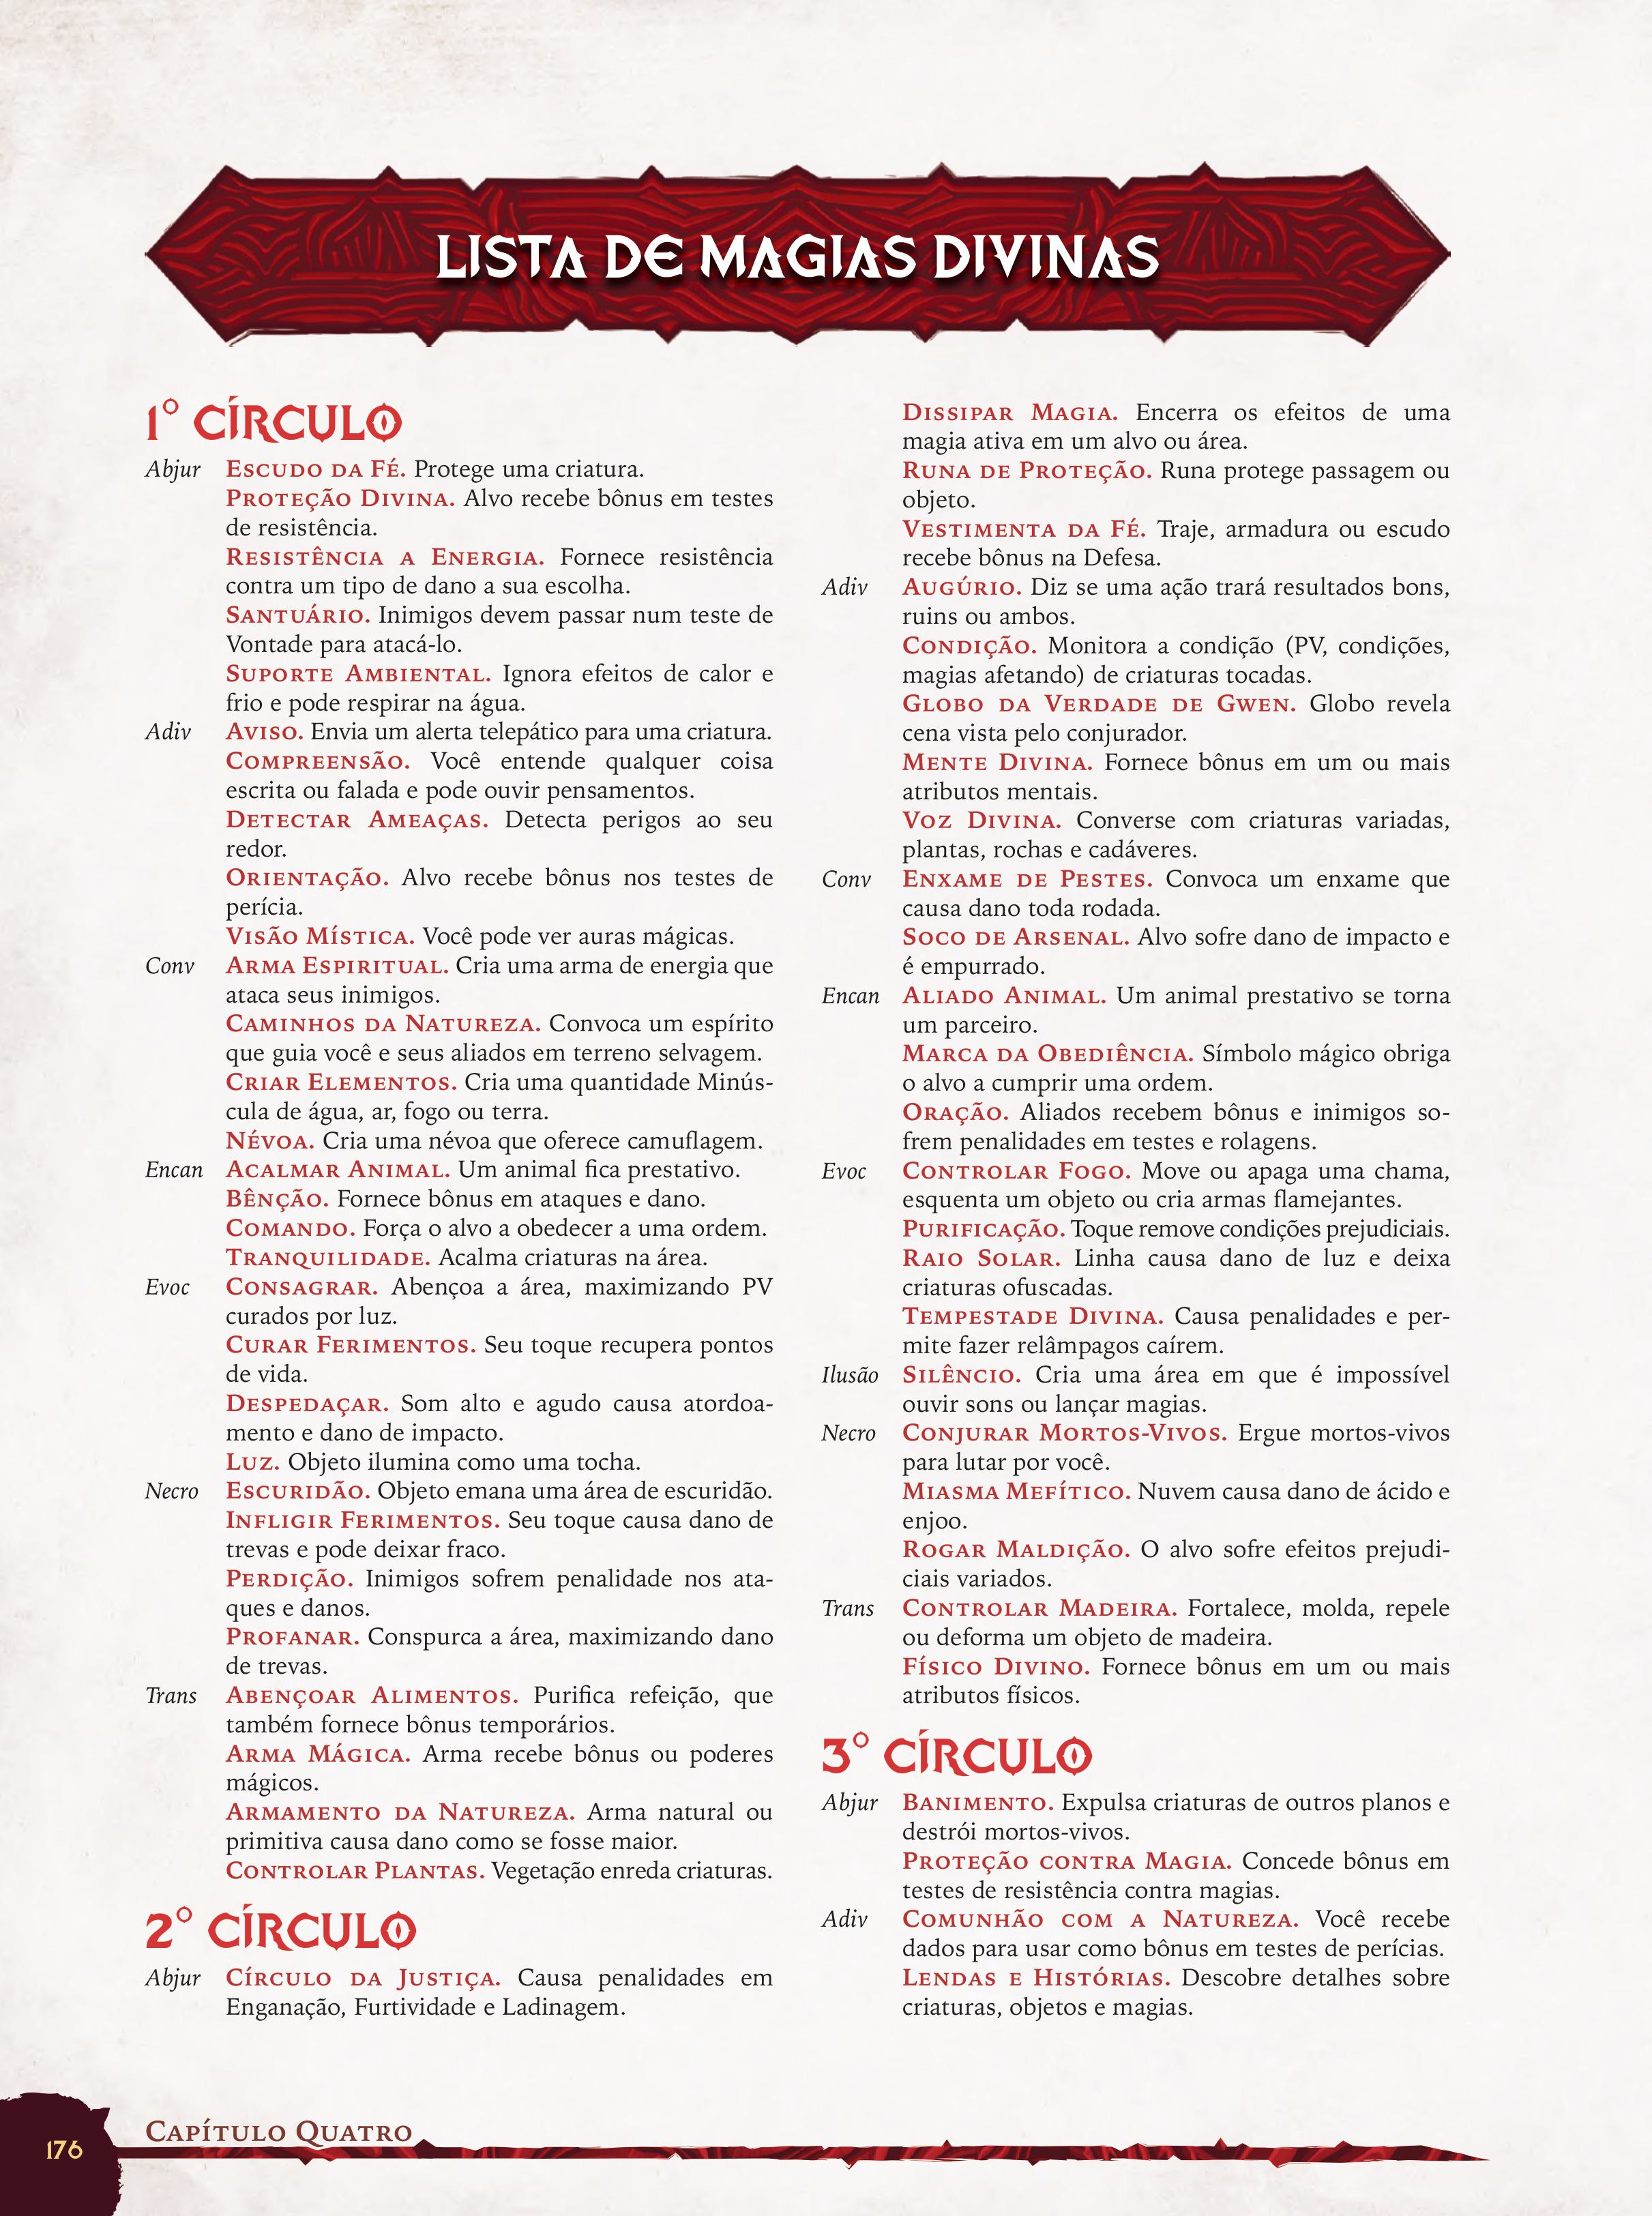 LISTA DE MAGIAS DIVINAS
1° CÍRCULO
Abjur Escudo da Fé. Protege uma criatura.
Proteção Divina. Alvo recebe bônus em testes
de resistência.
Resistência a Energia. Fornece resistência
contra um tipo de dano a sua escolha.
Santuário. Inimigos devem passar num teste de
Vontade para atacá-lo.
Suporte Ambiental. Ignora efeitos de calor e
frio e pode respirar na água.
Adiv Aviso. Envia um alerta telepático para uma criatura.
Compreensão. Você entende qualquer coisa
escrita ou falada e pode ouvir pensamentos.
Detectar Ameaças. Detecta perigos ao seu
redor.
Orientação. Alvo recebe bônus nos testes de
perícia.
Visão Mística. Você pode ver auras mágicas.
Conv Arma Espiritual. Cria uma arma de energia que
ataca seus inimigos.
Caminhos da Natureza. Convoca um espírito
que guia você e seus aliados em terreno selvagem.
Criar Elementos. Cria uma quantidade Minús-
cula de água, ar, fogo ou terra.
Névoa. Cria uma névoa que oferece camuflagem.
Encan Acalmar Animal. Um animal fica prestativo.
Bênção. Fornece bônus em ataques e dano.
Comando. Força o alvo a obedecer a uma ordem.
Tranquilidade. Acalma criaturas na área.
Evoc Consagrar. Abençoa a área, maximizando PV
curados por luz.
Curar Ferimentos. Seu toque recupera pontos
de vida.
Despedaçar. Som alto e agudo causa atordoa-
mento e dano de impacto.
Luz. Objeto ilumina como uma tocha.
Necro Escuridão. Objeto emana uma área de escuridão.
Infligir Ferimentos. Seu toque causa dano de
trevas e pode deixar fraco.
Perdição. Inimigos sofrem penalidade nos ata-
ques e danos.
Profanar. Conspurca a área, maximizando dano
de trevas.
Trans Abençoar Alimentos. Purifica refeição, que
também fornece bônus temporários.
Arma Mágica. Arma recebe bônus ou poderes
mágicos.
Armamento da Natureza. Arma natural ou
primitiva causa dano como se fosse maior.
Controlar Plantas. Vegetação enreda criaturas.
2° CÍRCULO
Abjur Círculo da Justiça. Causa penalidades em
Enganação, Furtividade e Ladinagem.
Dissipar Magia. Encerra os efeitos de uma
magia ativa em um alvo ou área.
Runa de Proteção. Runa protege passagem ou
objeto.
Vestimenta da Fé. Traje, armadura ou escudo
recebe bônus na Defesa.
Adiv Augúrio. Diz se uma ação trará resultados bons,
ruins ou ambos.
Condição. Monitora a condição (PV, condições,
magias afetando) de criaturas tocadas.
Globo da Verdade de Gwen. Globo revela
cena vista pelo conjurador.
Mente Divina. Fornece bônus em um ou mais
atributos mentais.
Voz Divina. Converse com criaturas variadas,
plantas, rochas e cadáveres.
Conv Enxame de Pestes. Convoca um enxame que
causa dano toda rodada.
Soco de Arsenal. Alvo sofre dano de impacto e
é empurrado.
Encan Aliado Animal. Um animal prestativo se torna
um parceiro.
Marca da Obediência. Símbolo mágico obriga
o alvo a cumprir uma ordem.
Oração. Aliados recebem bônus e inimigos so-
frem penalidades em testes e rolagens.
Evoc Controlar Fogo. Move ou apaga uma chama,
esquenta um objeto ou cria armas flamejantes.
Purificação. Toque remove condições prejudiciais.
Raio Solar. Linha causa dano de luz e deixa
criaturas ofuscadas.
Tempestade Divina. Causa penalidades e per-
mite fazer relâmpagos caírem.
Ilusão Silêncio. Cria uma área em que é impossível
ouvir sons ou lançar magias.
Necro Conjurar Mortos-Vivos. Ergue mortos-vivos
para lutar por você.
Miasma Mefítico. Nuvem causa dano de ácido e
enjoo.
Rogar Maldição. O alvo sofre efeitos prejudi-
ciais variados.
Trans Controlar Madeira. Fortalece, molda, repele
ou deforma um objeto de madeira.
Físico Divino. Fornece bônus em um ou mais
atributos físicos.
3° CÍRCULO
Abjur Banimento. Expulsa criaturas de outros planos e
destrói mortos-vivos.
Proteção contra Magia. Concede bônus em
testes de resistência contra magias.
Adiv Comunhão com a Natureza. Você recebe
dados para usar como bônus em testes de perícias.
Lendas e Histórias. Descobre detalhes sobre
criaturas, objetos e magias.
Capítulo Quatro
176